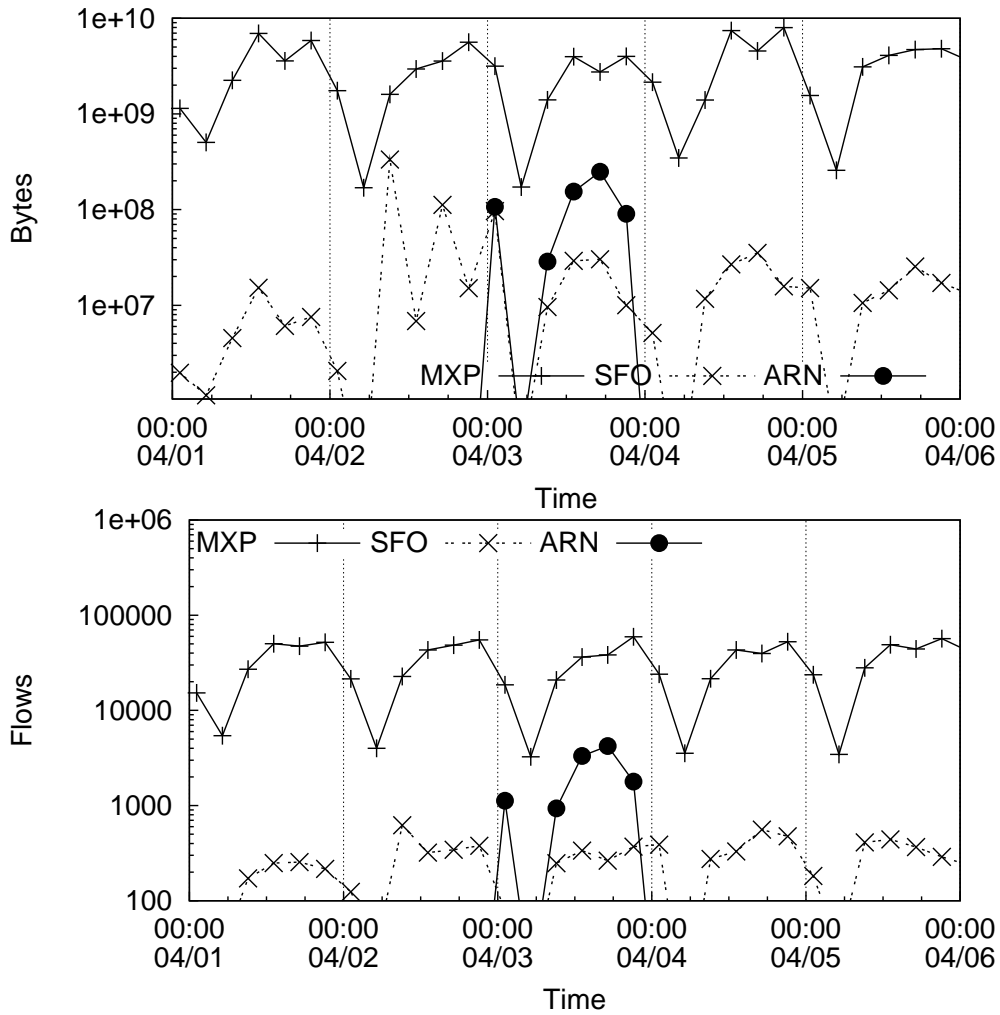 1e+10
1e+09
1e+08
1e+07
Bytes
MXP SFO ARN
00:00 00:00 00:00 00:00 00:00 00:00
04/01 04/02 04/03 04/04 04/05 04/06
Time
1e+06
MXP SFO ARN
100000
10000
1000
100
Flows
00:00 00:00 00:00 00:00 00:00 00:00
04/01 04/02 04/03 04/04 04/05 04/06
Time